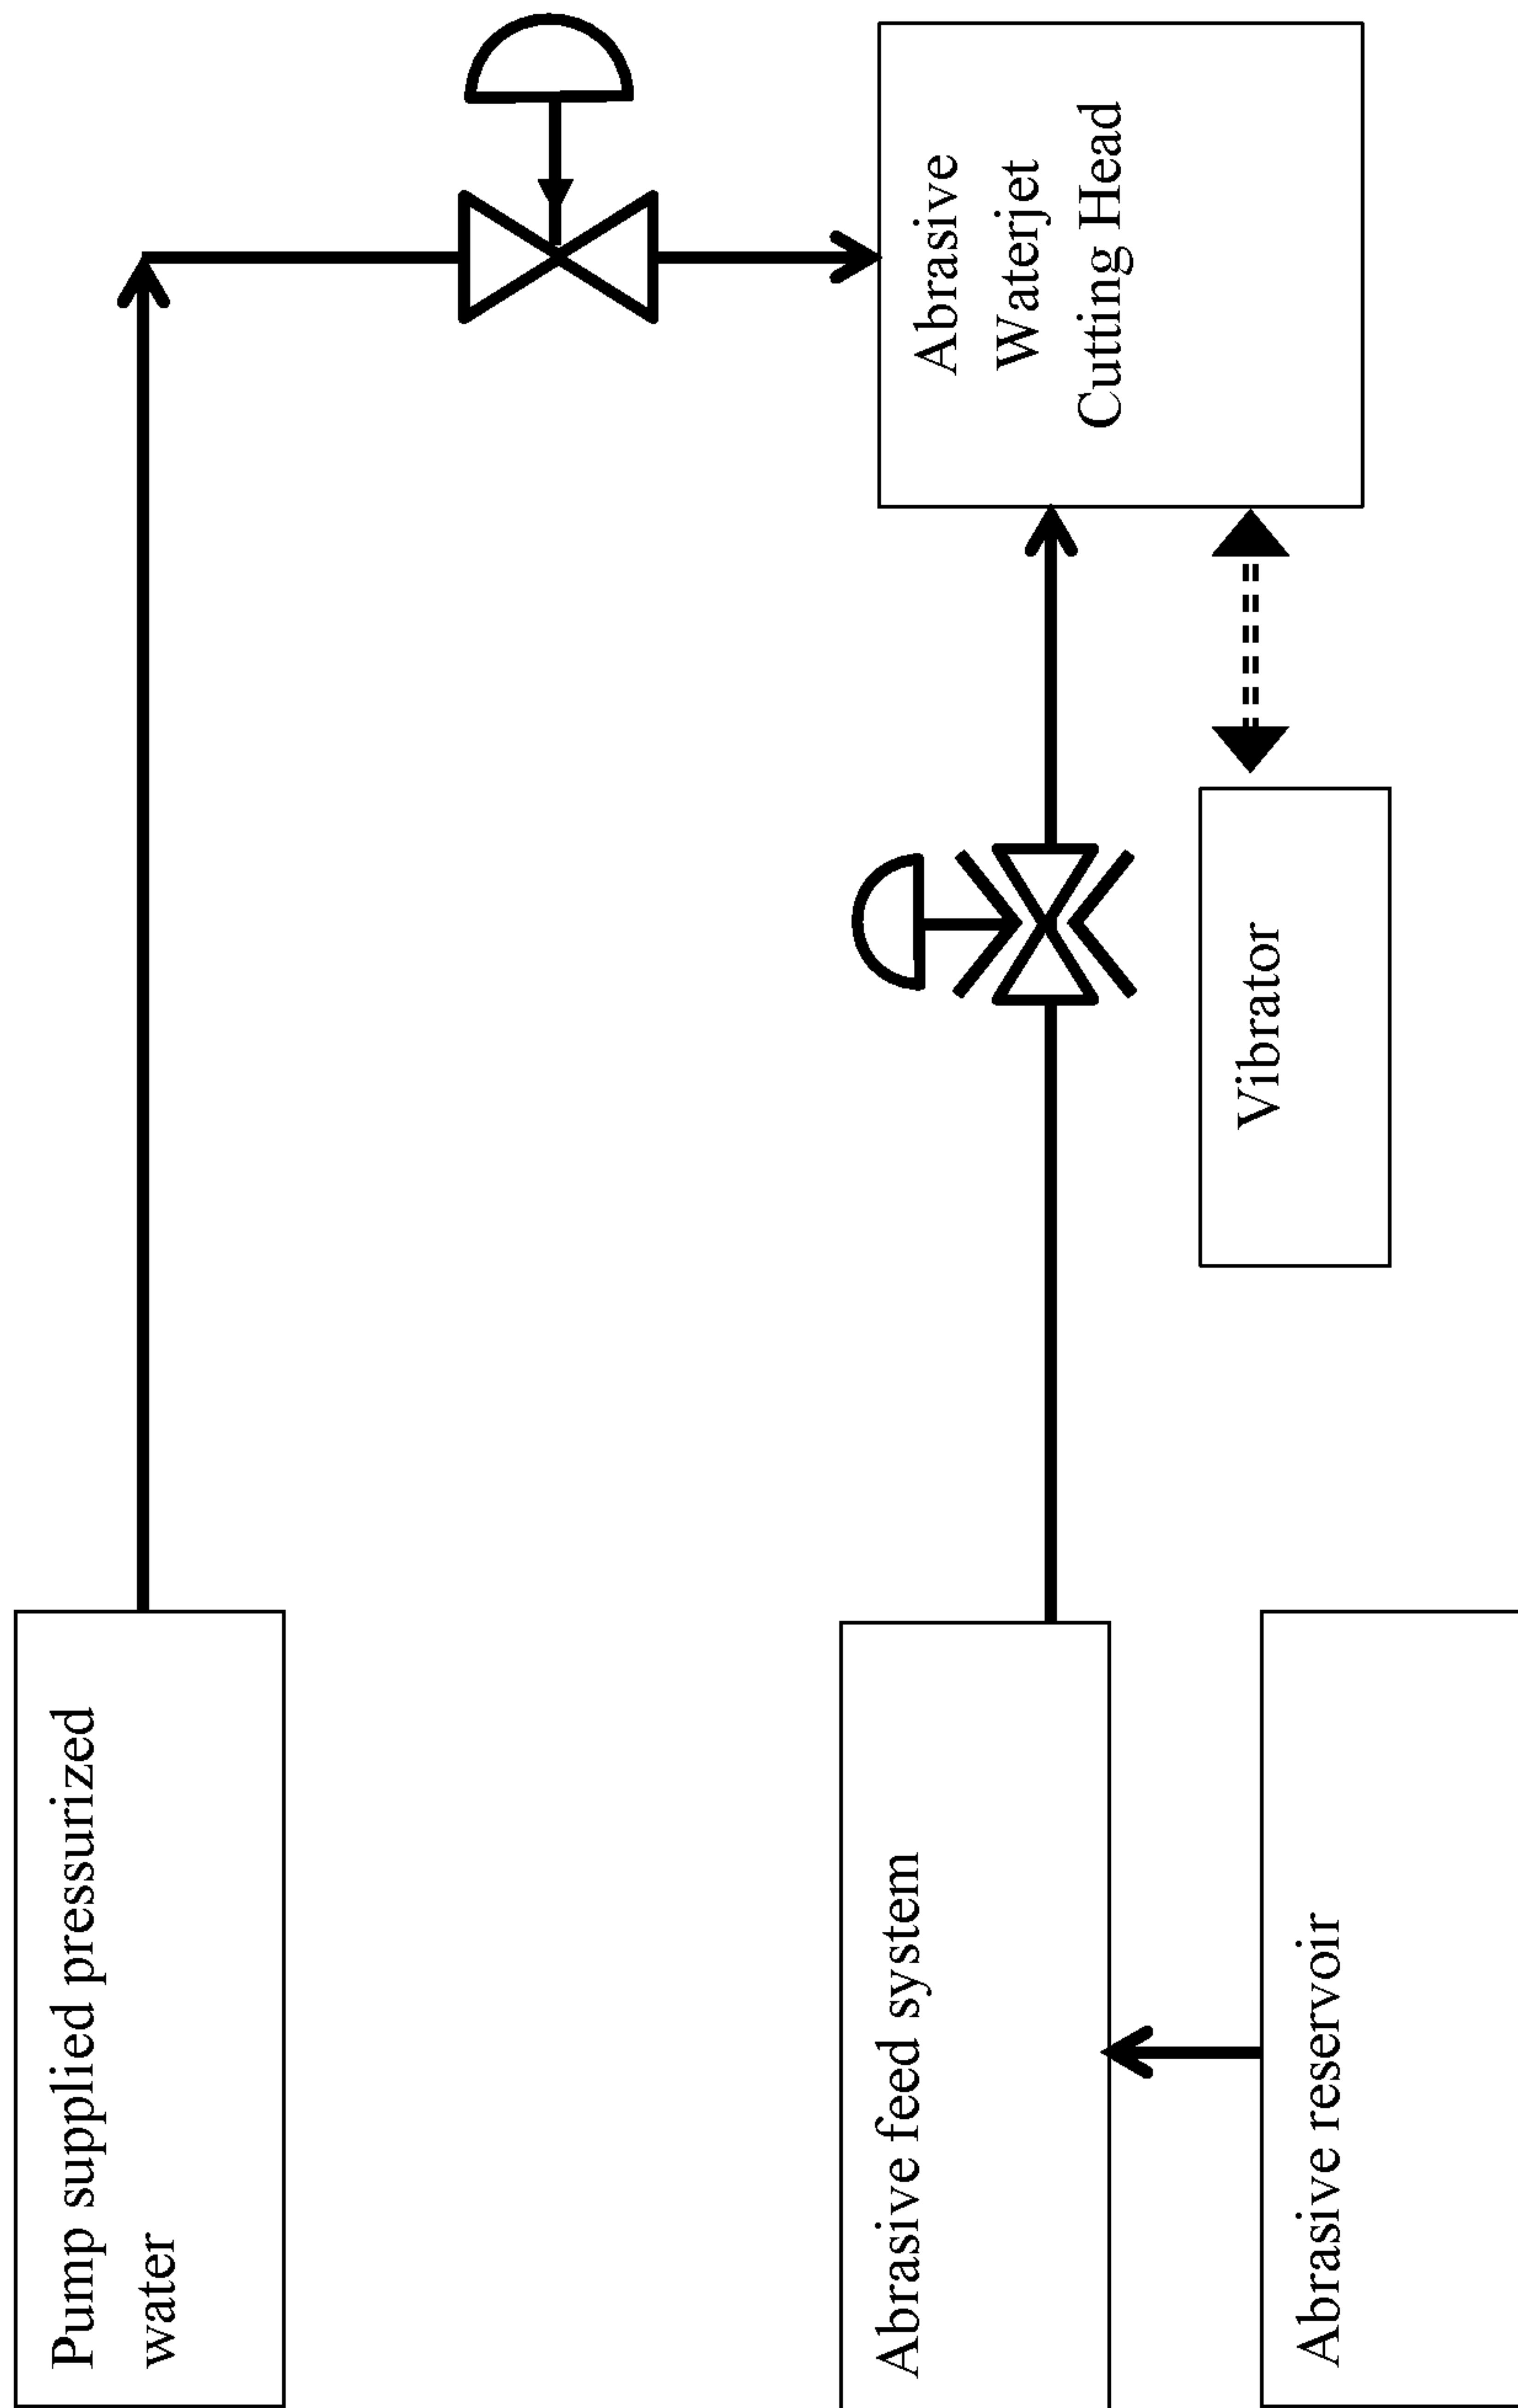 Pump supplied pressurized
water
Abrasive
Waterjet
Cutting Head
Abrasive feed system
Vibrator
Abrasive reservoir